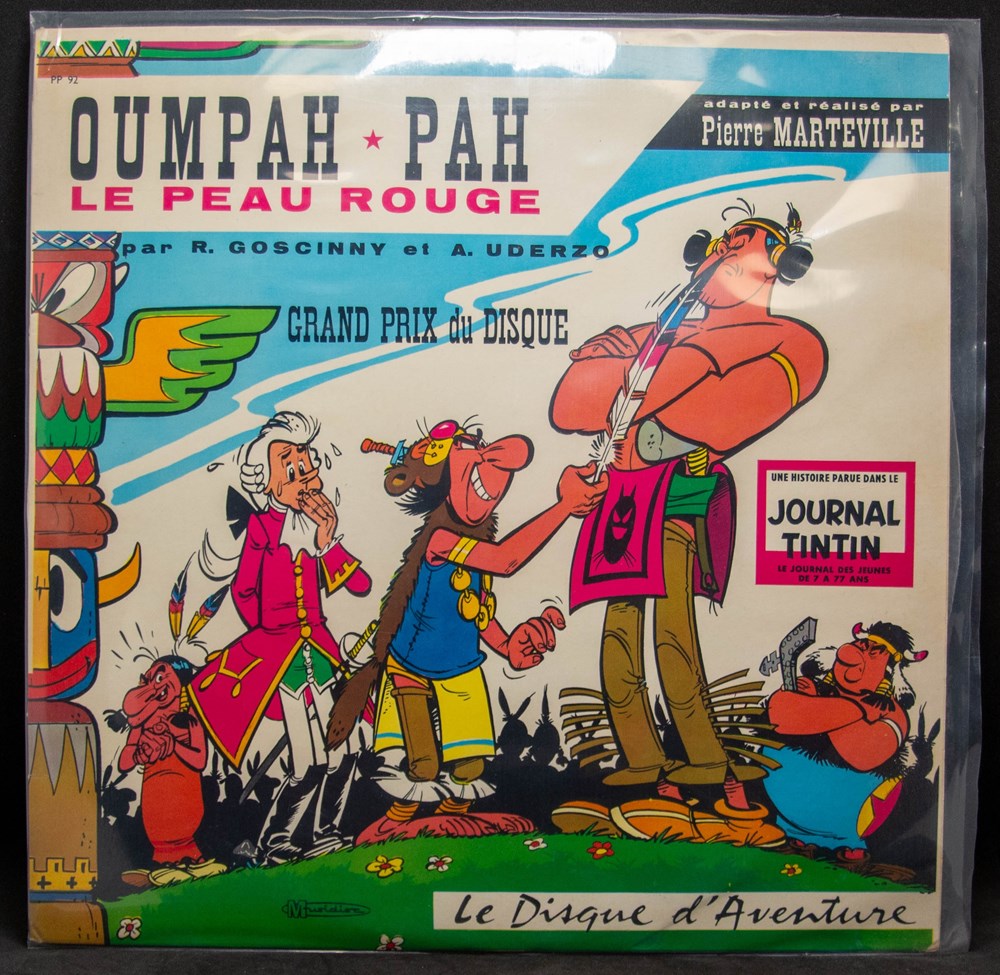 PP 92
OUMPAH ★ PAH
LE PEAU ROUGE
par R. GOSCINNY et A. UDERZO
adapté et réalisé par
Pierre MARTEVILLE
GRAND PRIX du DISQUE
UNE HISTOIRE PARUE DANS LE
JOURNAL
TINTIN
LE JOURNAL DES JEUNES
DE 7 A 77 ANS
Musidisc
Le Disque d'Aventure